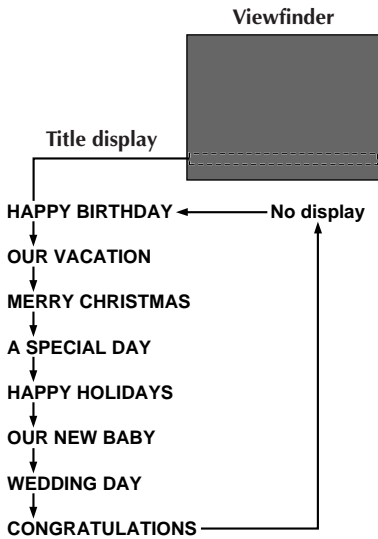 Viewfinder
Title display
HAPPY BIRTHDAY
No display
OUR VACATION
MERRY CHRISTMAS
A SPECIAL DAY
HAPPY HOLIDAYS
OUR NEW BABY
WEDDING DAY
CONGRATULATIONS